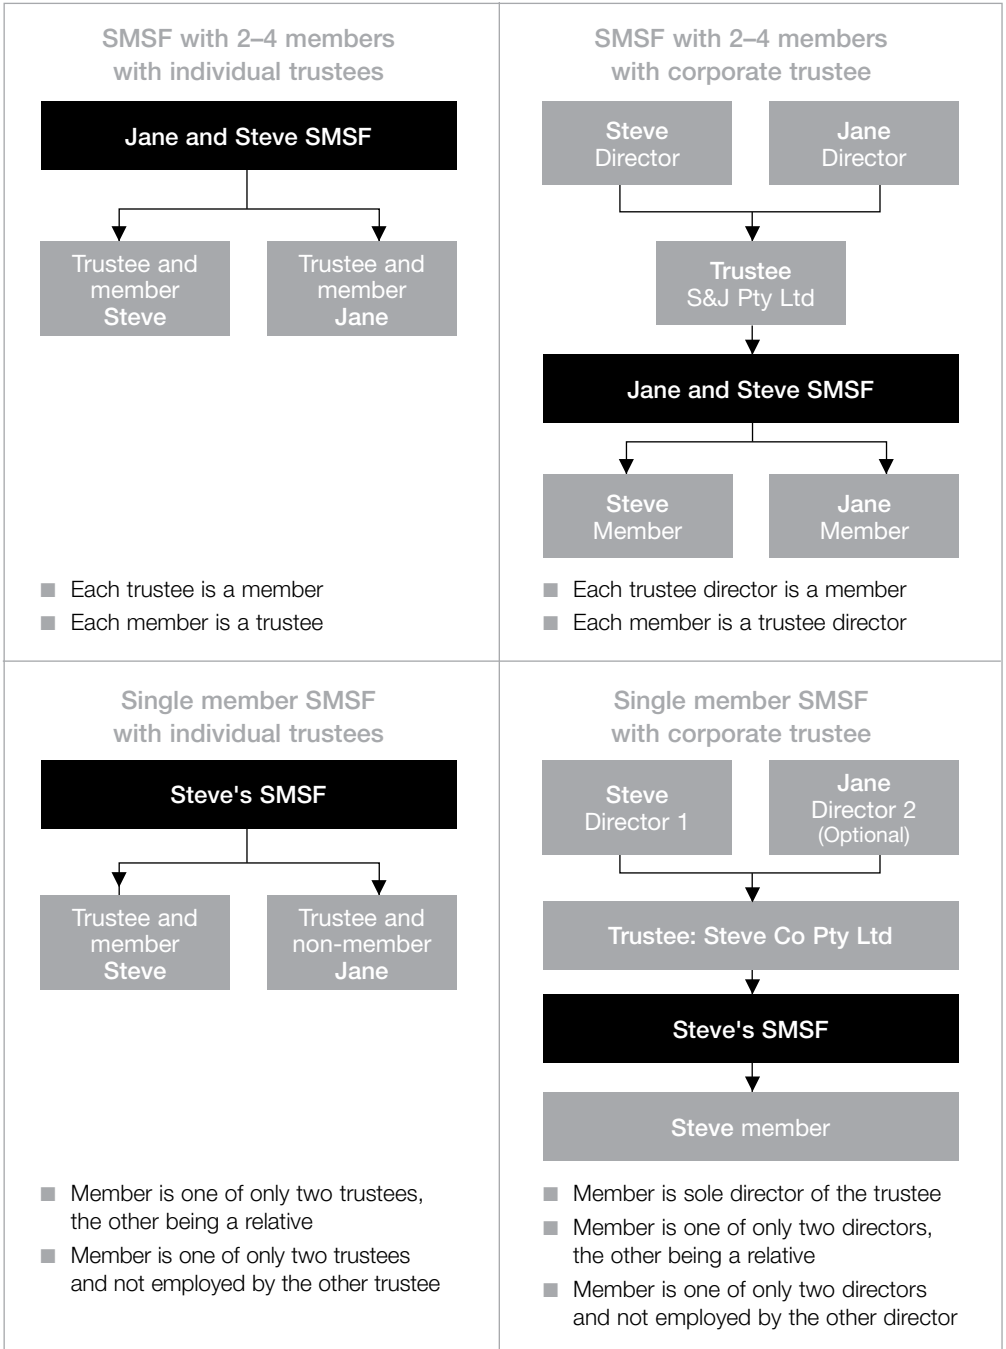 SMSF with 2–4 members
with individual trustees
Jane and Steve SMSF
Trustee and
member
Steve
Trustee and
member
Jane
■ Each trustee is a member
■ Each member is a trustee
SMSF with 2–4 members
with corporate trustee
Steve
Director
Jane
Director
Trustee
S&J Pty Ltd
Jane and Steve SMSF
Steve
Member
Jane
Member
■ Each trustee director is a member
■ Each member is a trustee director
Single member SMSF
with individual trustees
Steve's SMSF
Trustee and
member
Steve
Trustee and
non-member
Jane
■ Member is one of only two trustees,
the other being a relative
■ Member is one of only two trustees
and not employed by the other trustee
Single member SMSF
with corporate trustee
Steve
Director 1
Jane
Director 2
(Optional)
Trustee: Steve Co Pty Ltd
Steve's SMSF
Steve member
■ Member is sole director of the trustee
■ Member is one of only two directors,
the other being a relative
■ Member is one of only two directors
and not employed by the other director